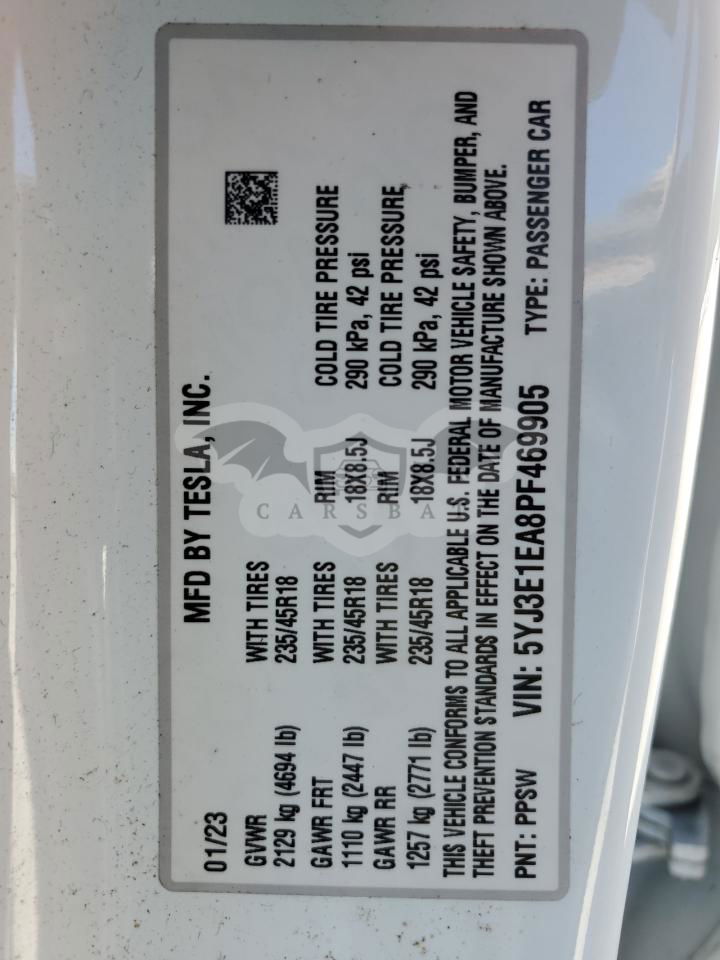 01/23 MFD BY TESLA, INC.
GVWR WITH TIRES
2129 kg (4694 lb) 235/45R18
GAWR FRT WITH TIRES RIM COLD TIRE PRESSURE
1110 kg (2447 lb) 235/45R18 18X8.5J 290 kPa, 42 psi
GAWR RR WITH TIRES RIM COLD TIRE PRESSURE
1257 kg (2771 lb) 235/45R18 18X8.5J 290 kPa, 42 psi
THIS VEHICLE CONFORMS TO ALL APPLICABLE U.S. FEDERAL MOTOR VEHICLE SAFETY, BUMPER, AND
THEFT PREVENTION STANDARDS IN EFFECT ON THE DATE OF MANUFACTURE SHOWN ABOVE.
PNT: PPSW VIN: 5YJ3E1EA8PF469905 TYPE: PASSENGER CAR
CARSBAT